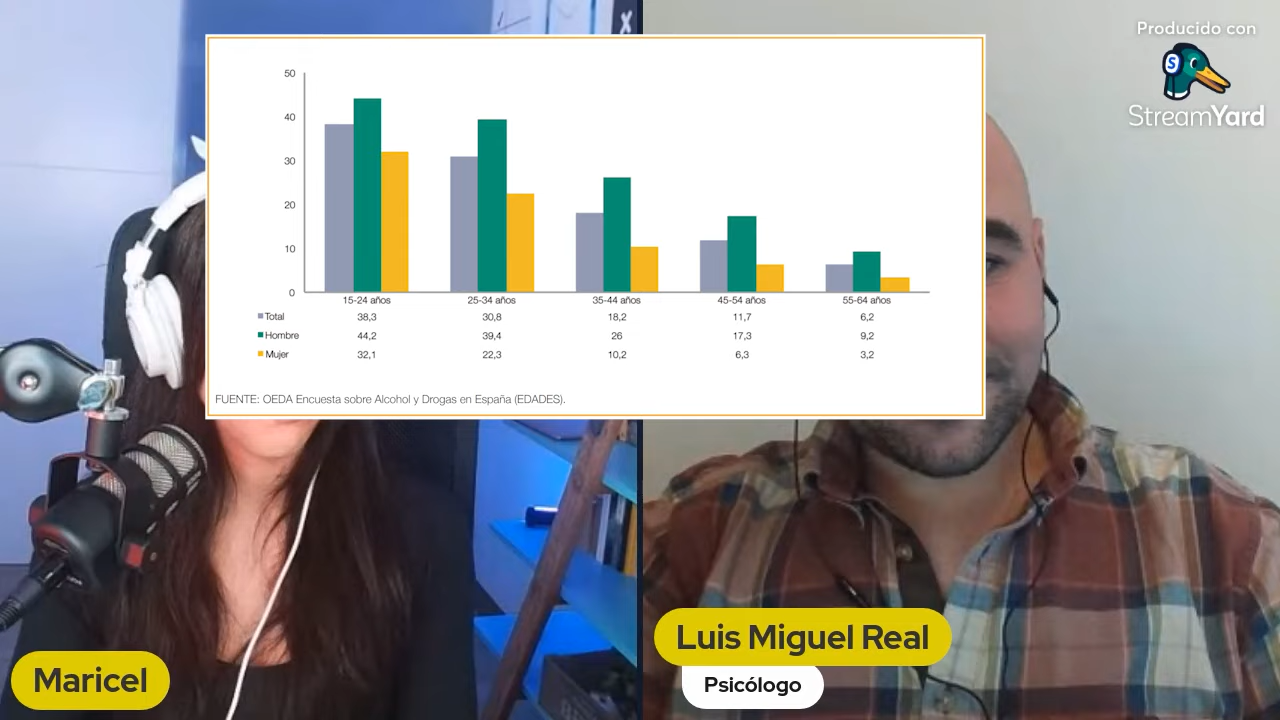 Producido con
S
StreamYard
50
40
30
20
10
0
15-24 años 25-34 años 35-44 años 45-54 años 55-64 años
Total 38,3 30,8 18,2 11,7 6,2
Hombre 44,2 39,4 26 17,3 9,2
Mujer 32,1 22,3 10,2 6,3 3,2
FUENTE: OEDA Encuesta sobre Alcohol y Drogas en España (EDADES).
Maricel
Luis Miguel Real
Psicólogo